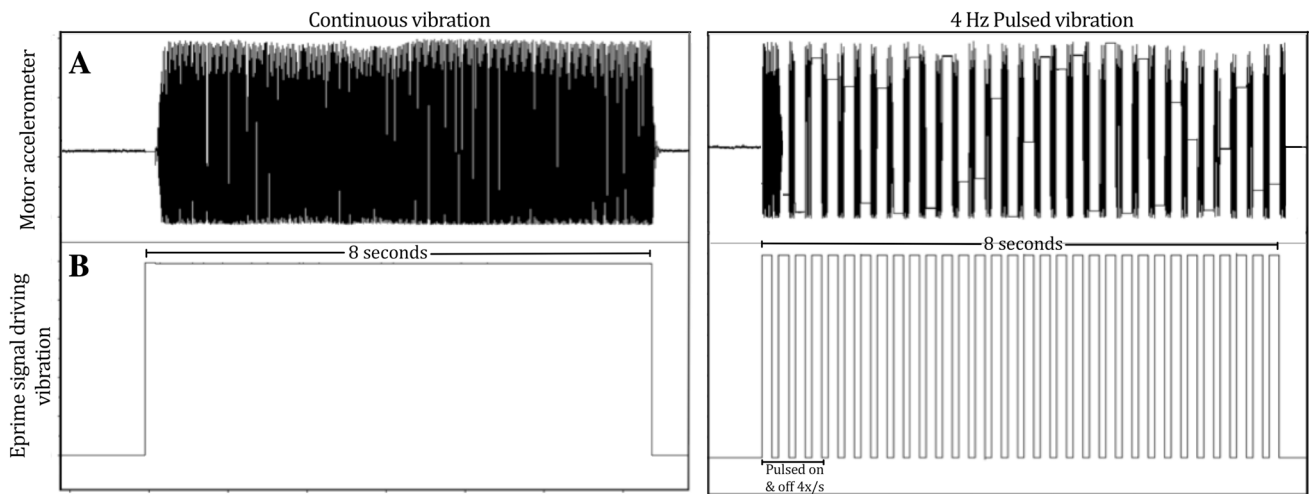 Continuous vibration
4 Hz Pulsed vibration
A
Motor accelerometer
8 seconds
8 seconds
B
Eprime signal driving
vibration
Pulsed on
& off 4x/s